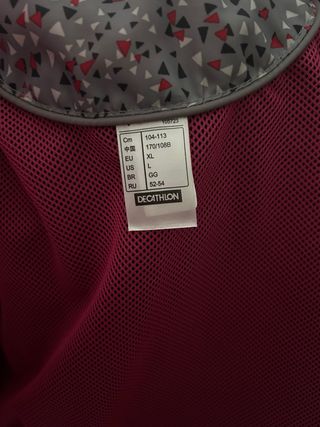 Cm 104-113
中国 170/108B
EU XL
US L
BR GG
RU 52-54
DECATHLON